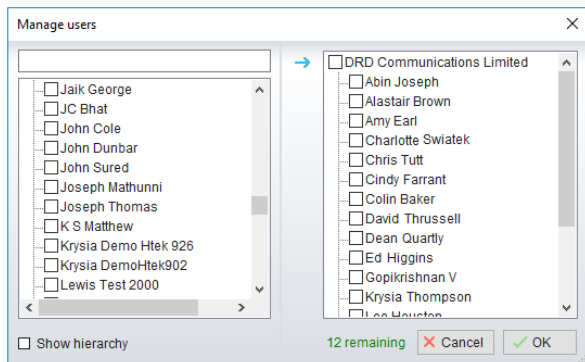 Manage users
Jaik George
JC Bhat
John Cole
John Dunbar
John Sured
Joseph Mathunni
Joseph Thomas
K S Matthew
Krysia Demo Htek 926
Krysia DemoHtek902
Lewis Test 2000
Show hierarchy
DRD Communications Limited
Abin Joseph
Alastair Brown
Amy Earl
Charlotte Swiatek
Chris Tutt
Cindy Farrant
Colin Baker
David Thrussell
Dean Quartly
Ed Higgins
Gopikrishnan V
Krysia Thompson
Lee Houston
12 remaining
Cancel
OK